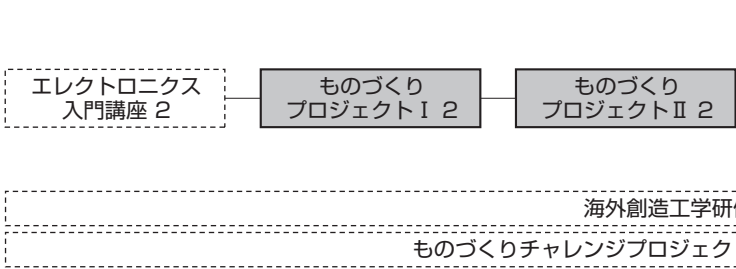 エレクトロニクス
入門講座 2
ものづくり
プロジェクトⅠ 2
ものづくり
プロジェクトⅡ 2
海外創造工学研
ものづくりチャレンジプロジェク